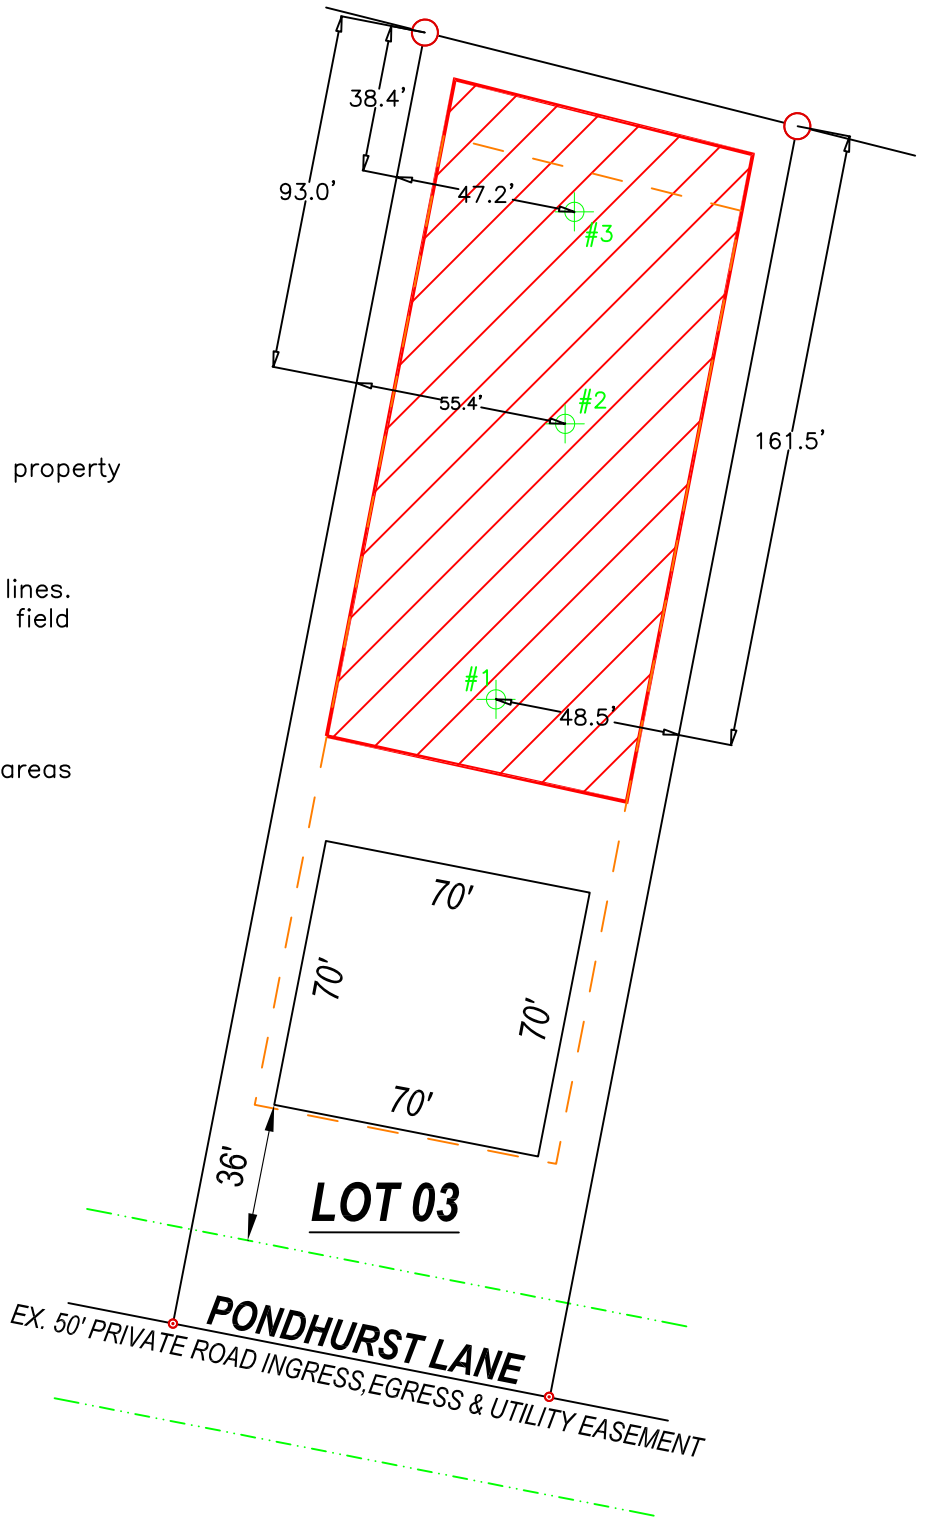 38.4'
93.0'
47.2'
#3
55.4'
#2
161.5'
property
lines.
field
#1
48.5'
areas
70'
70'
70'
70'
36'
LOT 03
PONDHURST LANE
EX. 50' PRIVATE ROAD INGRESS,EGRESS & UTILITY EASEMENT